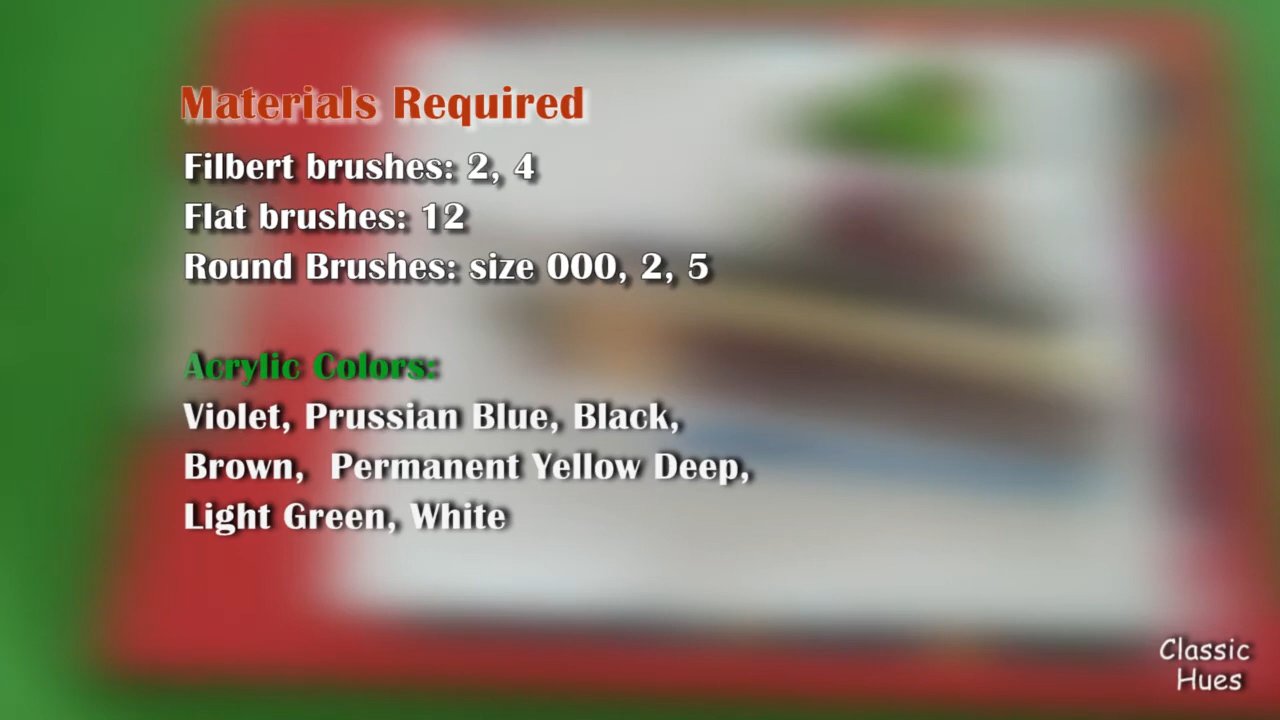 Materials Required
Filbert brushes: 2, 4
Flat brushes: 12
Round Brushes: size 000, 2, 5
Acrylic Colors:
Violet, Prussian Blue, Black,
Brown, Permanent Yellow Deep,
Light Green, White
Classic
Hues